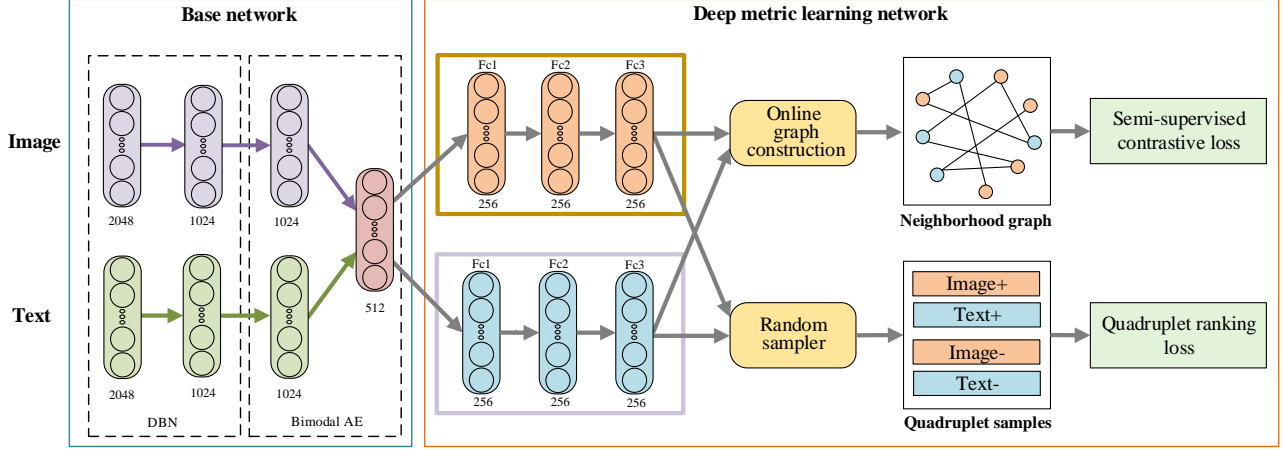 Base network
Deep metric learning network
Image
Text
2048
1024
1024
2048
1024
1024
DBN
Bimodal AE
512
Fc1
Fc2
Fc3
256
256
256
Fc1
Fc2
Fc3
256
256
256
Online
graph
construction
Random
sampler
Neighborhood graph
Image+
Text+
Image-
Text-
Quadruplet samples
Semi-supervised
contrastive loss
Quadruplet ranking
loss